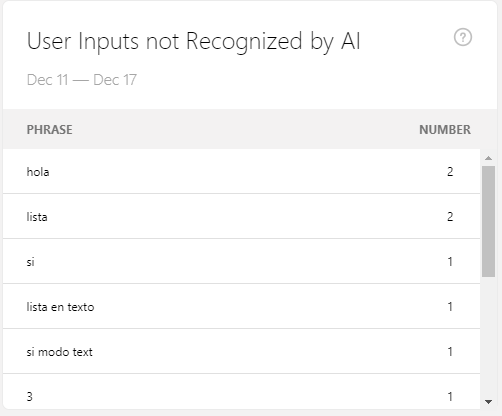 User Inputs not Recognized by AI ?
Dec 11 — Dec 17
PHRASE NUMBER
hola 2
lista 2
si 1
lista en texto 1
si modo text 1
3 1